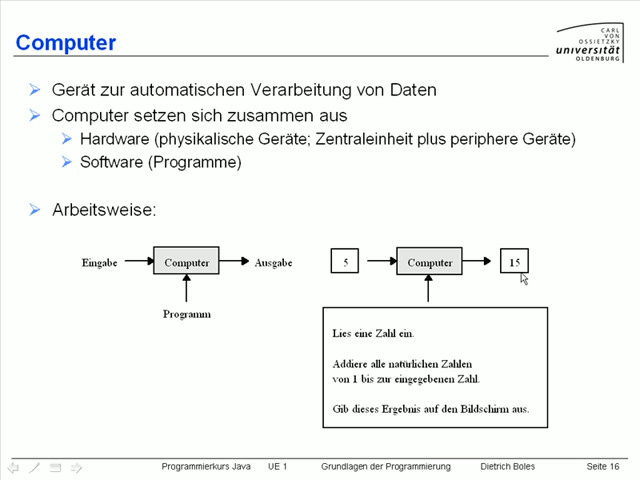 Computer
CARL
VON
OSSIETZKY
universität
OLDENBURG
Gerät zur automatischen Verarbeitung von Daten
Computer setzen sich zusammen aus
Hardware (physikalische Geräte; Zentraleinheit plus periphere Geräte)
Software (Programme)
Arbeitsweise:
Eingabe Computer Ausgabe 5 Computer 15
Programm
Lies eine Zahl ein.
Addiere alle natürlichen Zahlen
von 1 bis zur eingegebenen Zahl.
Gib dieses Ergebnis auf den Bildschirm aus.
Programmierkurs Java UE 1 Grundlagen der Programmierung Dietrich Boles Seite 16